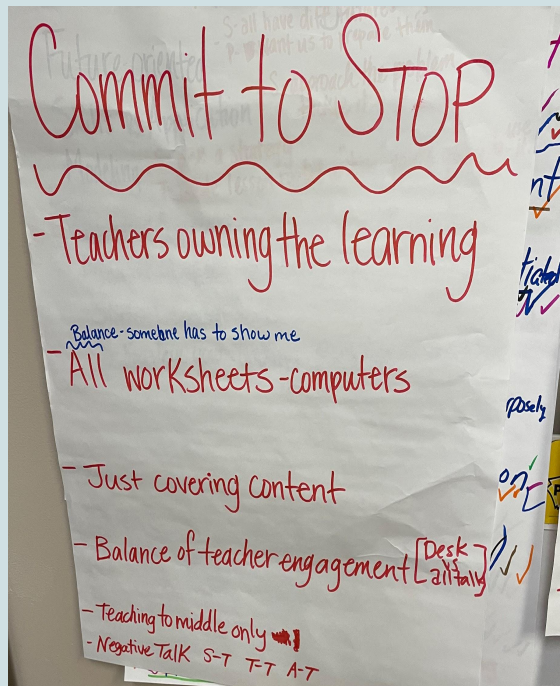 Commit to STOP
- Teachers owning the learning
Balance - someone has to show me
- All worksheets - computers
- Just covering content
- Balance of teacher engagement [Desk vs all talk]
- Teaching to middle only
- Negative Talk S-T T-T A-T
posely